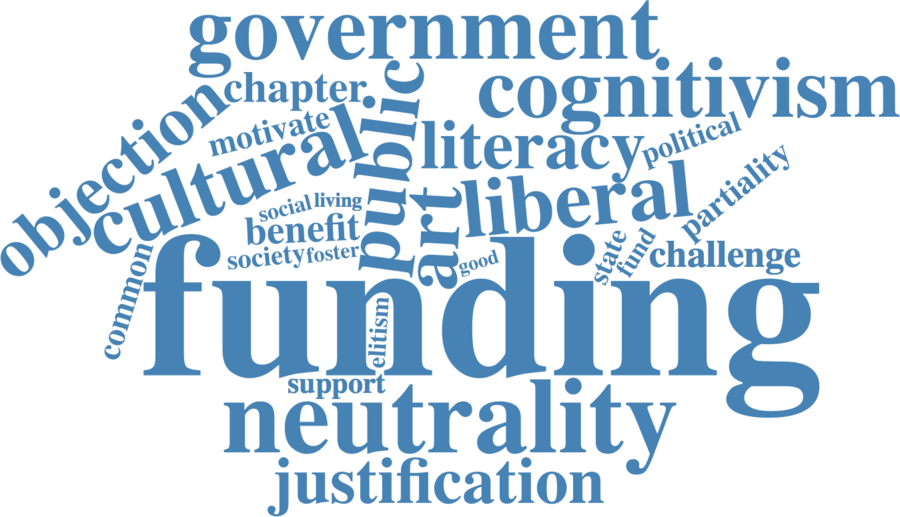 government
cognitivism
chapter
objection
motivate
cultural
public
literacy
political
partiality
liberal
art
social
living
benefit
society
foster
good
state
fund
challenge
common
funding
elitism
support
neutrality
justification